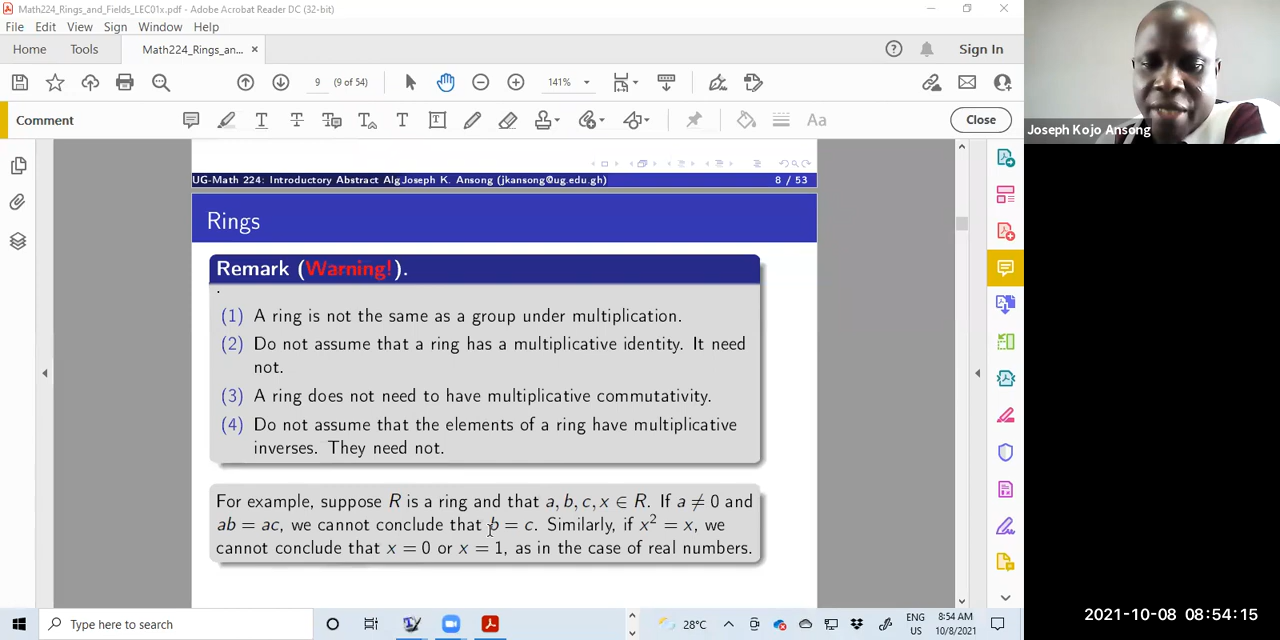 Math224_Rings_and_Fields_LEC01x.pdf - Adobe Acrobat Reader DC (32-bit)
File Edit View Sign Window Help
Home Tools Math224_Rings_an... × Sign In
9 (9 of 54) 141%
Comment Close
Joseph Kojo Ansong
UG-Math 224: Introductory Abstract AlgJoseph K. Ansong (jkansong@ug.edu.gh) 8 / 53
Rings
Remark (Warning!).
.
(1) A ring is not the same as a group under multiplication.
(2) Do not assume that a ring has a multiplicative identity. It need
not.
(3) A ring does not need to have multiplicative commutativity.
(4) Do not assume that the elements of a ring have multiplicative
inverses. They need not.
For example, suppose R is a ring and that a, b, c, x ∈ R. If a ≠ 0 and
ab = ac, we cannot conclude that b = c. Similarly, if x² = x, we
cannot conclude that x = 0 or x = 1, as in the case of real numbers.
Type here to search
28°C
ENG
US
8:54 AM
10/8/2021
2021-10-08 08:54:15